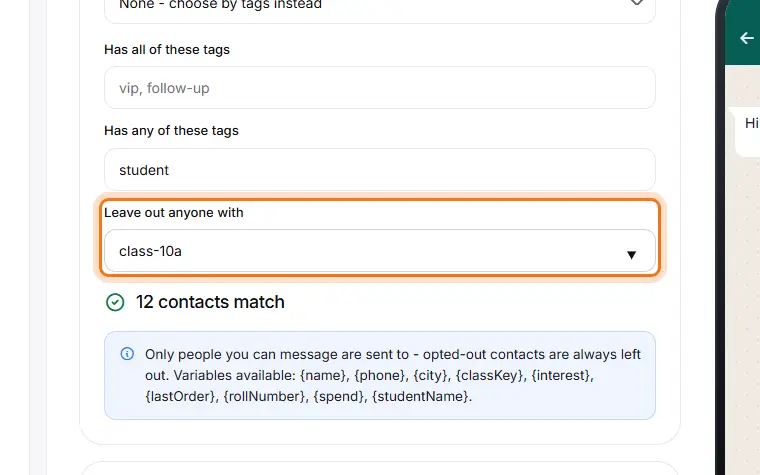 None - choose by tags instead
Has all of these tags
vip, follow-up
Has any of these tags
student
Leave out anyone with
class-10a
12 contacts match
Only people you can message are sent to - opted-out contacts are always left
out. Variables available: {name}, {phone}, {city}, {classKey}, {interest},
{lastOrder}, {rollNumber}, {spend}, {studentName}.
Hi